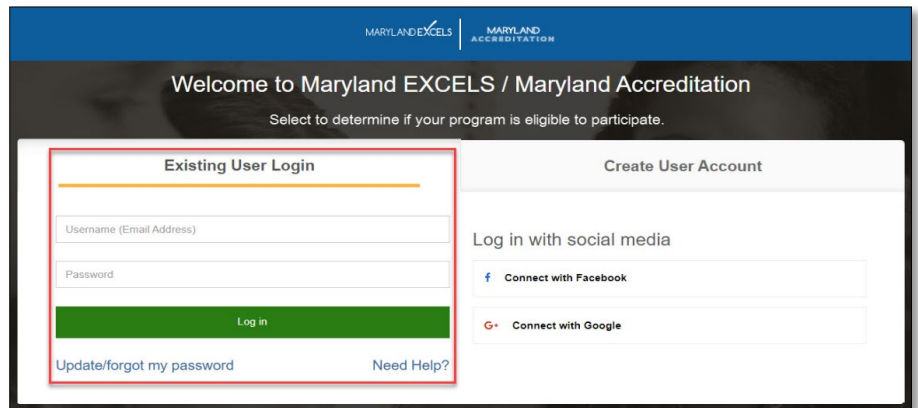 MARYLAND EXCELS
MARYLAND
ACCREDITATION
Welcome to Maryland EXCELS / Maryland Accreditation
Select to determine if your program is eligible to participate.
Existing User Login
Create User Account
Username (Email Address)
Password
Log in
Update/forgot my password
Need Help?
Log in with social media
f Connect with Facebook
G+ Connect with Google